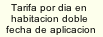 Tarifa por dia en
habitacion doble
fecha de aplicacion